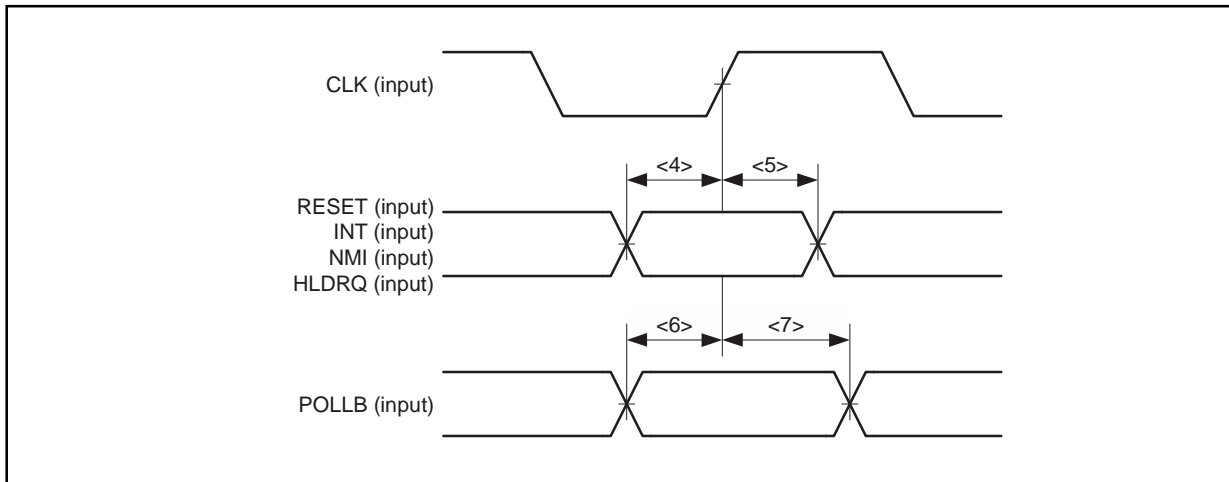 CLK (input)
<4>
<5>
RESET (input)
INT (input)
NMI (input)
HLDRQ (input)
<6>
<7>
POLLB (input)